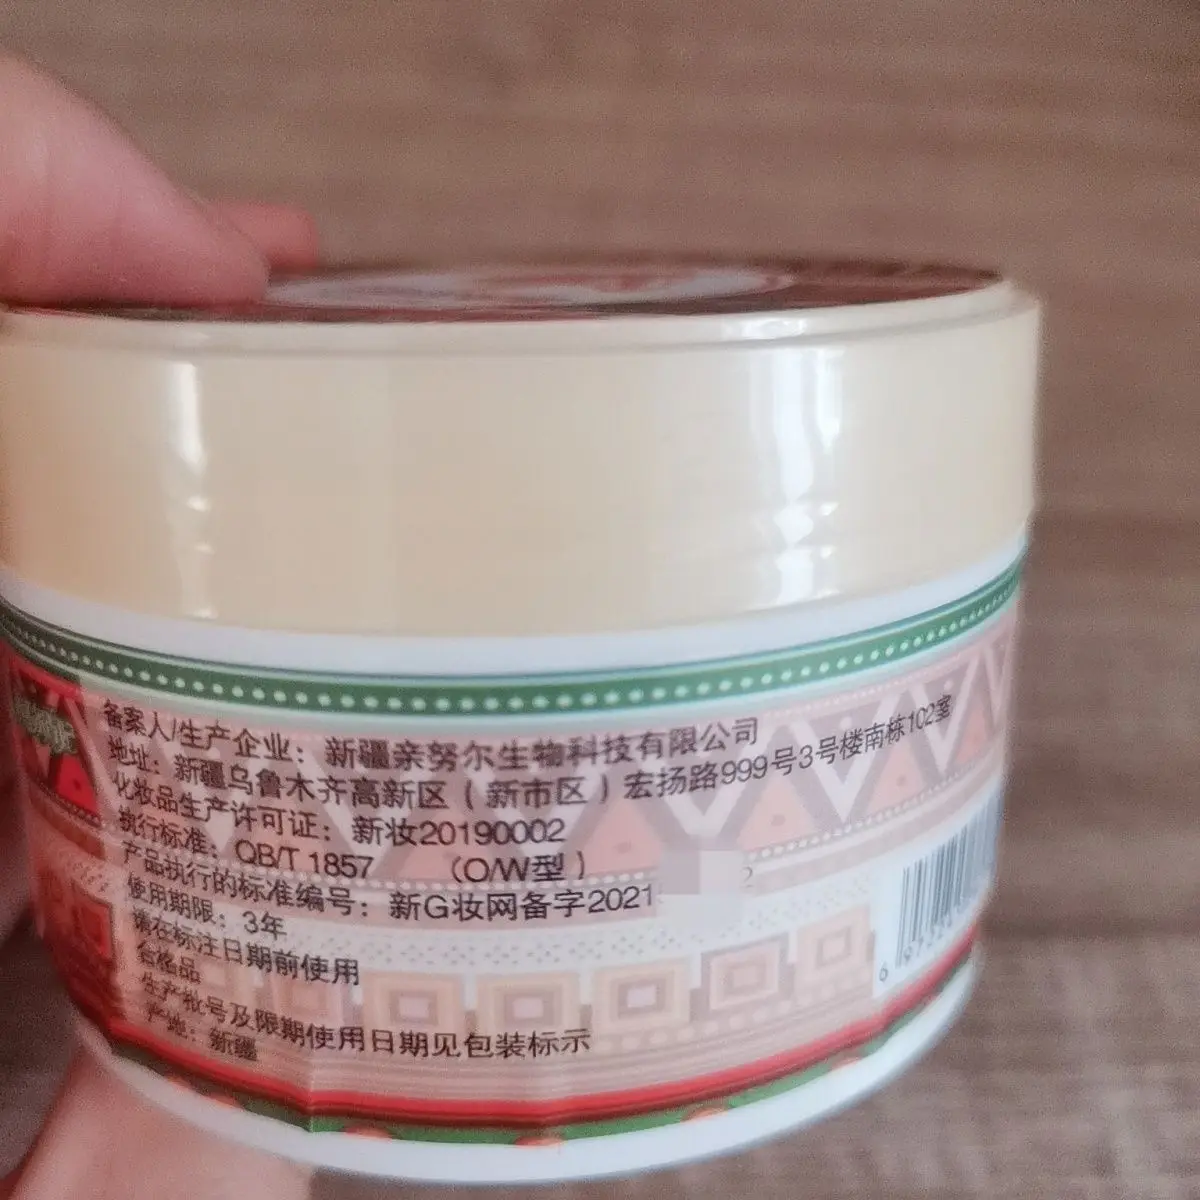 备案人/生产企业：新疆亲努尔生物科技有限公司
地址：新疆乌鲁木齐高新区（新市区）宏扬路999号3号楼南栋102室
化妆品生产许可证：新妆20190002
执行标准：QB/T 1857 （O/W型）
产品执行的标准编号：新G妆网备字2021 2
使用期限：3年
请在标注日期前使用
合格品
生产批号及限期使用日期见包装标示
产地：新疆